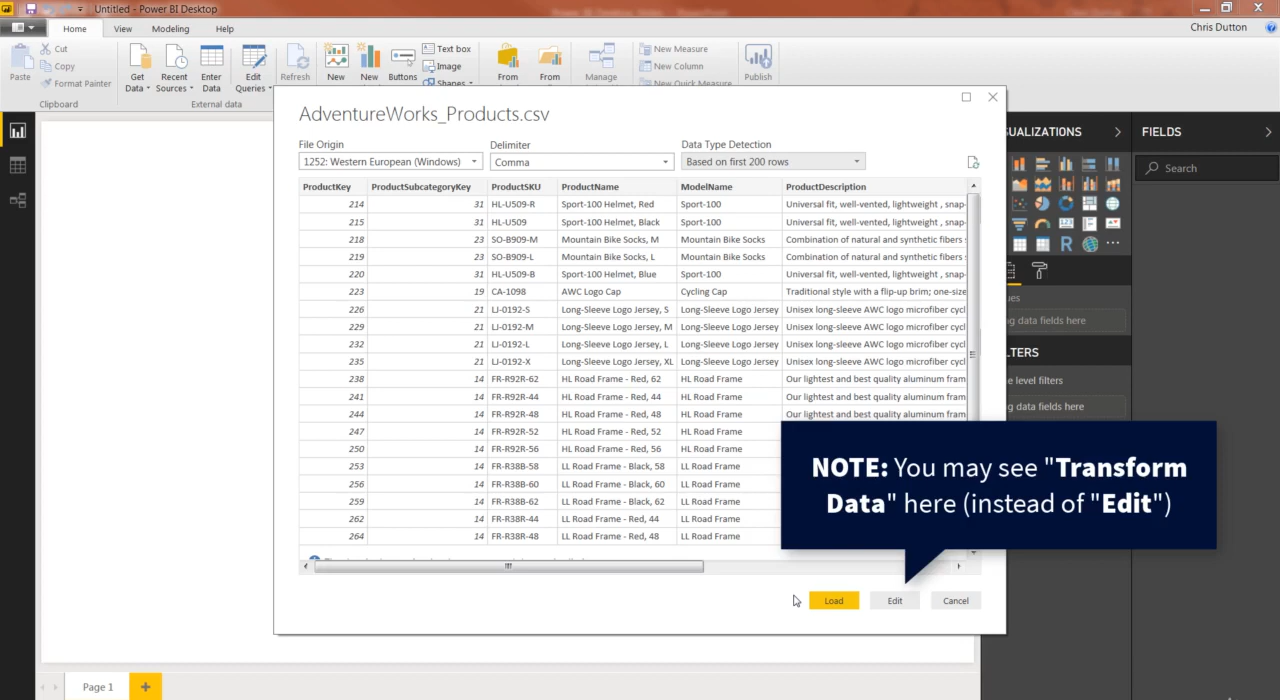 Untitled - Power BI Desktop
Home View Modeling Help
Chris Dutton
Paste
Cut
Copy
Format Painter
Clipboard
Get Data
Recent Sources
Enter Data
Edit Queries
External data
Refresh
New
New
Buttons
Text box
Image
Shapes
From
From
Manage
New Measure
New Column
New Quick Measure
Publish
AdventureWorks_Products.csv
File Origin
1252: Western European (Windows)
Delimiter
Comma
Data Type Detection
Based on first 200 rows
ProductKey ProductSubcategoryKey ProductSKU ProductName ModelName ProductDescription
214 31 HL-U509-R Sport-100 Helmet, Red Sport-100 Universal fit, well-vented, lightweight , snap-
215 31 HL-U509 Sport-100 Helmet, Black Sport-100 Universal fit, well-vented, lightweight , snap-
218 23 SO-B909-M Mountain Bike Socks, M Mountain Bike Socks Combination of natural and synthetic fibers s
219 23 SO-B909-L Mountain Bike Socks, L Mountain Bike Socks Combination of natural and synthetic fibers s
220 31 HL-U509-B Sport-100 Helmet, Blue Sport-100 Universal fit, well-vented, lightweight , snap-
223 19 CA-1098 AWC Logo Cap Cycling Cap Traditional style with a flip-up brim; one-size
226 21 LJ-0192-S Long-Sleeve Logo Jersey, S Long-Sleeve Logo Jersey Unisex long-sleeve AWC logo microfiber cycl
229 21 LJ-0192-M Long-Sleeve Logo Jersey, M Long-Sleeve Logo Jersey Unisex long-sleeve AWC logo microfiber cycl
232 21 LJ-0192-L Long-Sleeve Logo Jersey, L Long-Sleeve Logo Jersey Unisex long-sleeve AWC logo microfiber cycl
235 21 LJ-0192-X Long-Sleeve Logo Jersey, XL Long-Sleeve Logo Jersey Unisex long-sleeve AWC logo microfiber cycl
238 14 FR-R92R-62 HL Road Frame - Red, 62 HL Road Frame Our lightest and best quality aluminum fram
241 14 FR-R92R-44 HL Road Frame - Red, 44 HL Road Frame Our lightest and best quality aluminum fram
244 14 FR-R92R-48 HL Road Frame - Red, 48 HL Road Frame Our lightest and best quality aluminum fram
247 14 FR-R92R-52 HL Road Frame - Red, 52 HL Road Frame
250 14 FR-R92R-56 HL Road Frame - Red, 56 HL Road Frame
253 14 FR-R38B-58 LL Road Frame - Black, 58 LL Road Frame
256 14 FR-R38B-60 LL Road Frame - Black, 60 LL Road Frame
259 14 FR-R38B-62 LL Road Frame - Black, 62 LL Road Frame
262 14 FR-R38R-44 LL Road Frame - Red, 44 LL Road Frame
264 14 FR-R38R-48 LL Road Frame - Red, 48 LL Road Frame
Load Edit Cancel
NOTE: You may see "Transform
Data" here (instead of "Edit")
UALIZATIONS
ues
ng data fields here
LTERS
e level filters
ng data fields here
FIELDS
Search
R
123
Page 1